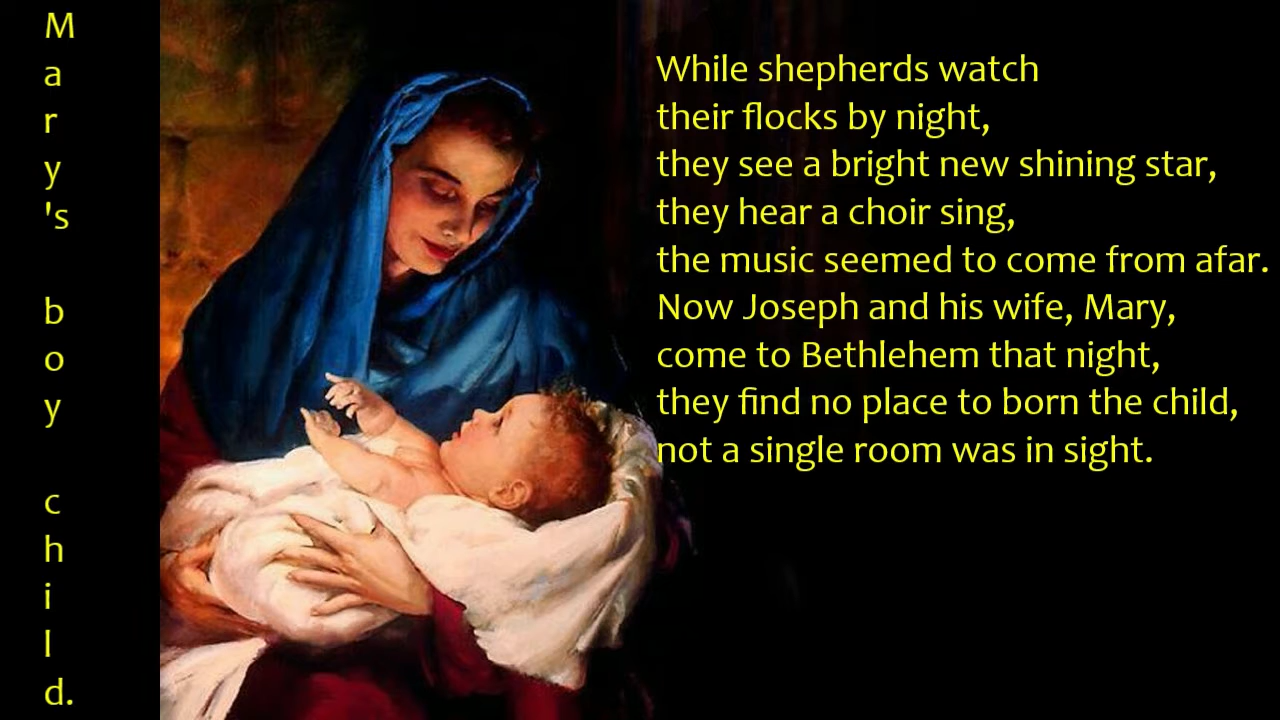 Mary's boy child.
While shepherds watch
their flocks by night,
they see a bright new shining star,
they hear a choir sing,
the music seemed to come from afar.
Now Joseph and his wife, Mary,
come to Bethlehem that night,
they find no place to born the child,
not a single room was in sight.